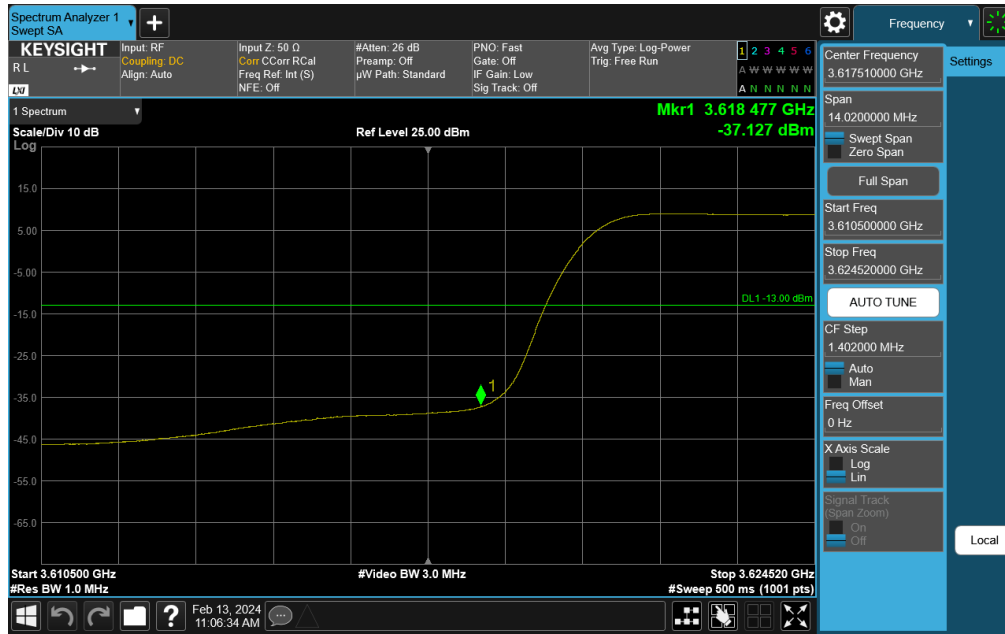 Spectrum Analyzer 1
Swept SA
Frequency
KEYSIGHT
R L
LXI
Input: RF
Coupling: DC
Align: Auto
Input Z: 50 Ω
Corr CCorr RCal
Freq Ref: Int (S)
NFE: Off
#Atten: 26 dB
Preamp: Off
µW Path: Standard
PNO: Fast
Gate: Off
IF Gain: Low
Sig Track: Off
Avg Type: Log-Power
Trig: Free Run
1 2 3 4 5 6
A W W W W W
A N N N N N
1 Spectrum
Scale/Div 10 dB
Log
Ref Level 25.00 dBm
Mkr1 3.618 477 GHz
-37.127 dBm
15.0
5.00
-5.00
-15.0
-25.0
-35.0
-45.0
-55.0
-65.0
DL1 -13.00 dBm
1
Start 3.610500 GHz
#Res BW 1.0 MHz
#Video BW 3.0 MHz
Stop 3.624520 GHz
#Sweep 500 ms (1001 pts)
Center Frequency
3.617510000 GHz
Span
14.0200000 MHz
Swept Span
Zero Span
Full Span
Start Freq
3.610500000 GHz
Stop Freq
3.624520000 GHz
AUTO TUNE
CF Step
1.402000 MHz
Auto
Man
Freq Offset
0 Hz
X Axis Scale
Log
Lin
Signal Track
(Span Zoom)
On
Off
Settings
Local
?
Feb 13, 2024
11:06:34 AM